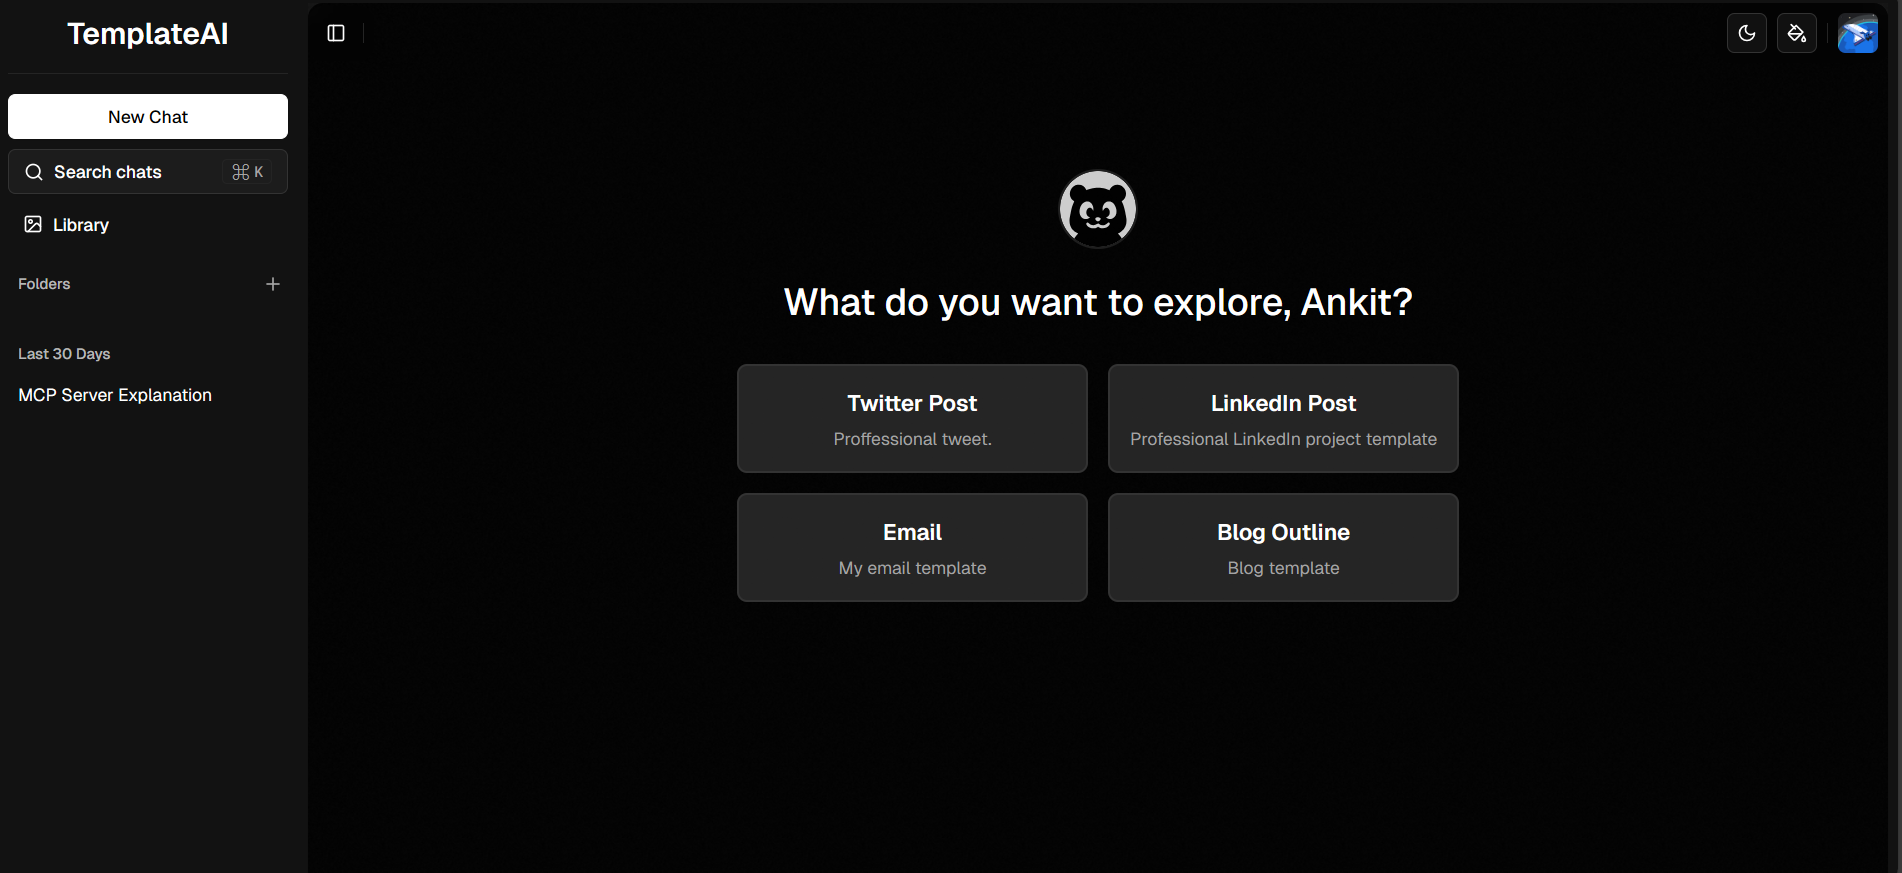 TemplateAI
New Chat
Search chats ⌘ K
Library
Folders
Last 30 Days
MCP Server Explanation
What do you want to explore, Ankit?
Twitter Post
Proffessional tweet.
LinkedIn Post
Professional LinkedIn project template
Email
My email template
Blog Outline
Blog template